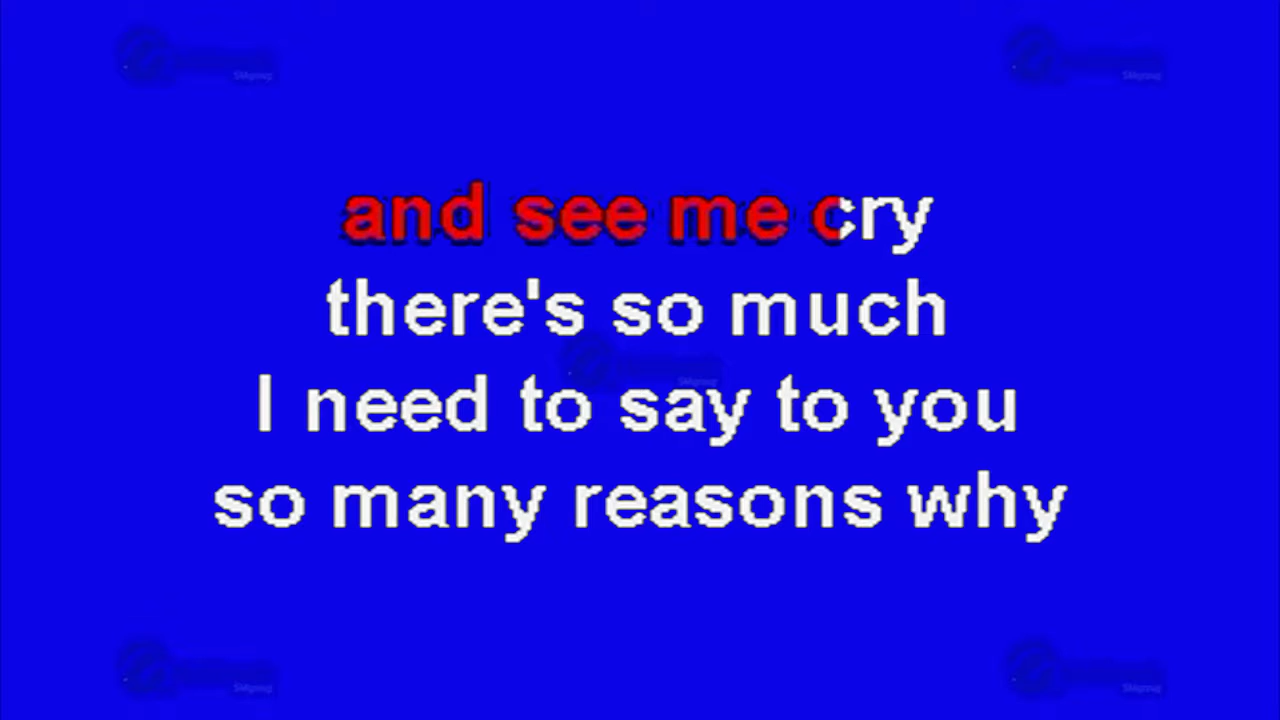 and see me cry
there's so much
I need to say to you
so many reasons why